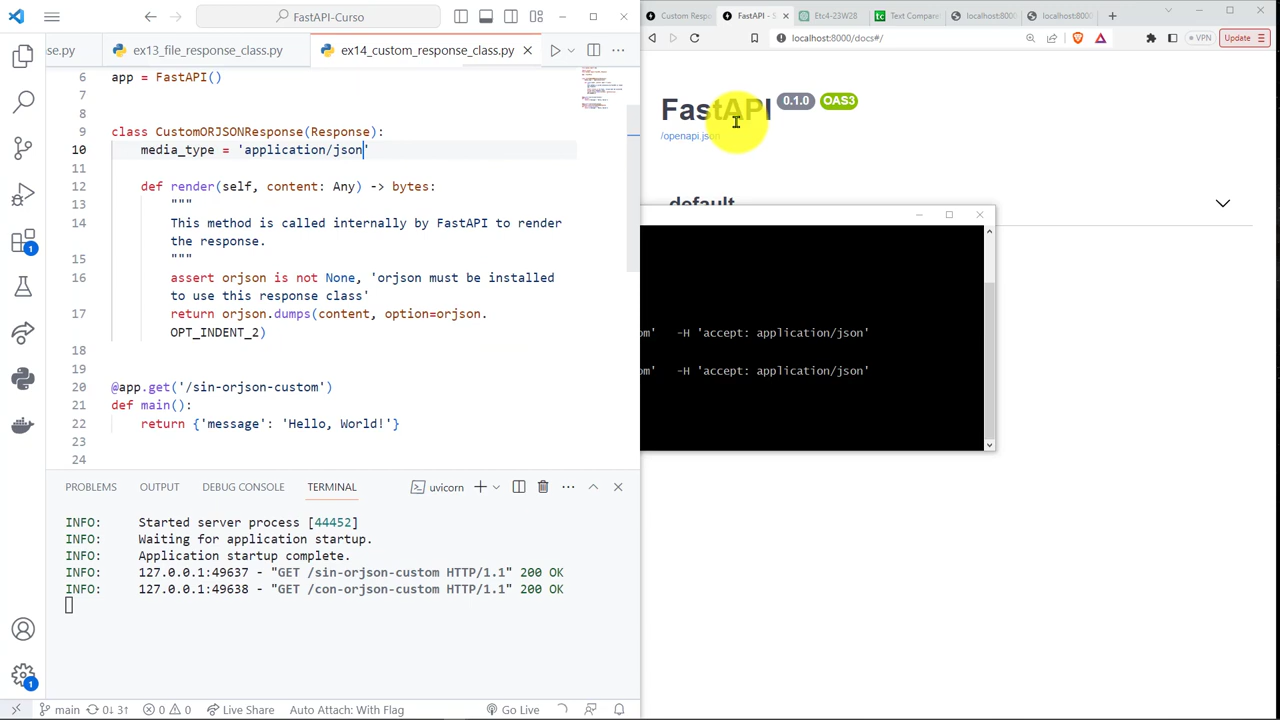 FastAPI-Curso
se.py
ex13_file_response_class.py
ex14_custom_response_class.py
6 app = FastAPI()
7
8
9 class CustomORJSONResponse(Response):
10 media_type = 'application/json'
11
12 def render(self, content: Any) -> bytes:
13 """
14 This method is called internally by FastAPI to render
the response.
15 """
16 assert orjson is not None, 'orjson must be installed
to use this response class'
17 return orjson.dumps(content, option=orjson.
OPT_INDENT_2)
18
19
20 @app.get('/sin-orjson-custom')
21 def main():
22 return {'message': 'Hello, World!'}
23
24
PROBLEMS OUTPUT DEBUG CONSOLE TERMINAL uvicorn
INFO: Started server process [44452]
INFO: Waiting for application startup.
INFO: Application startup complete.
INFO: 127.0.0.1:49637 - "GET /sin-orjson-custom HTTP/1.1" 200 OK
INFO: 127.0.0.1:49638 - "GET /con-orjson-custom HTTP/1.1" 200 OK
1
1
main 0↓ 3↑ 0 0 Live Share Auto Attach: With Flag Go Live
Custom Respo
FastAPI - S
Etc4-23W28
Text Compare
localhost:8000/
localhost:8000/
localhost:8000/docs#/
VPN
Update
FastAPI 0.1.0 OAS3
/openapi.json
default
om' -H 'accept: application/json'
om' -H 'accept: application/json'